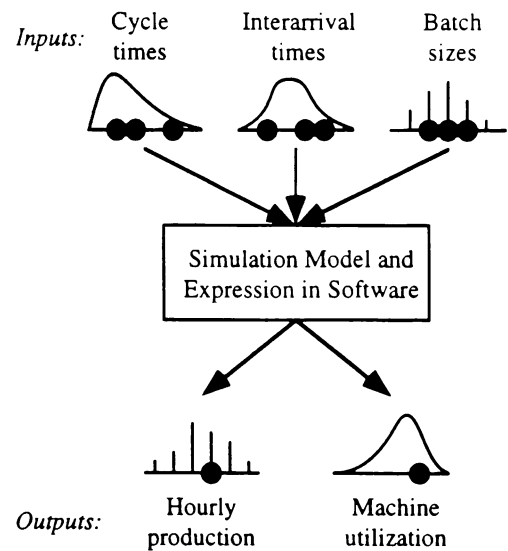 Inputs:
Cycle
times
Interarrival
times
Batch
sizes
Simulation Model and
Expression in Software
Outputs:
Hourly
production
Machine
utilization